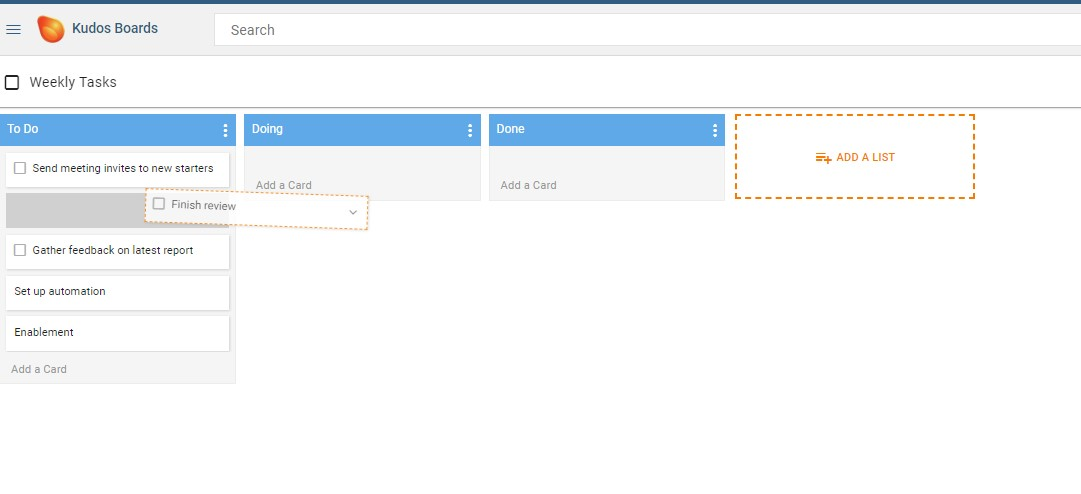 Kudos Boards
Search
Weekly Tasks
To Do
Send meeting invites to new starters
Finish review
Gather feedback on latest report
Set up automation
Enablement
Add a Card
Doing
Add a Card
Done
Add a Card
ADD A LIST